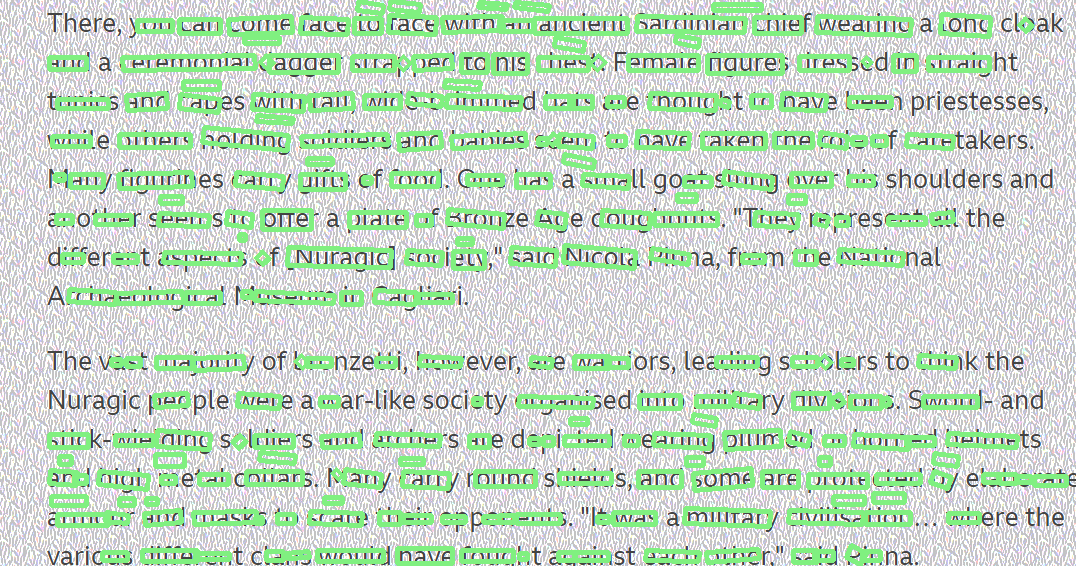 There, you can come face to face with an ancient Sardinian chief wearing a long cloak
and a ceremonial dagger strapped to his chest. Female figures dressed in straight
tunics and capes with tall, wide-brimmed hats are thought to have been priestesses,
while others holding soldiers and babies seem to have taken the role of caretakers.
Many figurines carry gifts of food. One has a small goat slung over his shoulders and
another seems to offer a plate of Bronze Age doughnuts. "They represent all the
different aspects of [Nuragic] society," said Nicola Pinna, from the National
Archaeological Museum in Cagliari.
The vast majority of bronzetti, however, are warriors, leading scholars to think the
Nuragic people were a war-like society organised into military divisions. Sword- and
stick-wielding soldiers and archers are depicted wearing plumed or horned helmets
and high metal collars. Many carry round shields, and some are protected by elaborate
armour and masks to scare their opponents. "It was a military civilisation... where the
various different clans would have fought against each other," said Pinna.